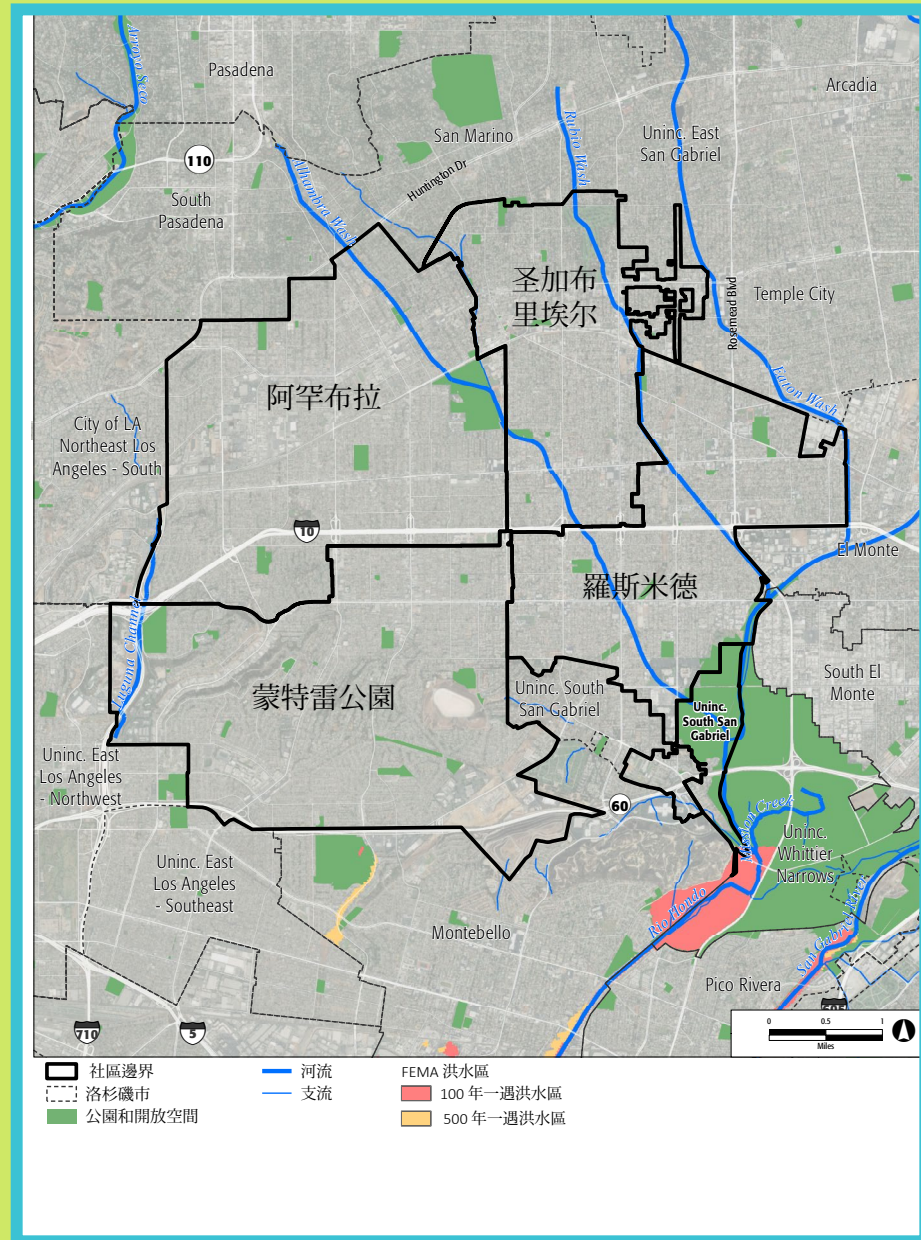 Arroyo Seco
Pasadena
Arcadia
San Marino
Rubio Wash
Uninc. East
San Gabriel
110
Huntington Dr
Alhambra Wash
South
Pasadena
圣加布
里埃尔
Rosemead Blvd
Temple City
Eaton Wash
阿罕布拉
City of LA
Northeast Los
Angeles - South
10
El Monte
羅斯米德
Laguna Channel
South El
Monte
蒙特雷公園
Uninc. South
San Gabriel
Uninc.
South San
Gabriel
Uninc. East
Los Angeles
- Northwest
60
Mission Creek
Uninc.
Whittier
Narrows
Uninc. East
Los Angeles
- Southeast
Rio Hondo
San Gabriel River
Montebello
Pico Rivera
605
710
5
0 0.5 1
Miles
社區邊界
洛杉磯市
公園和開放空間
河流
支流
FEMA 洪水區
100 年一遇洪水區
500 年一遇洪水區